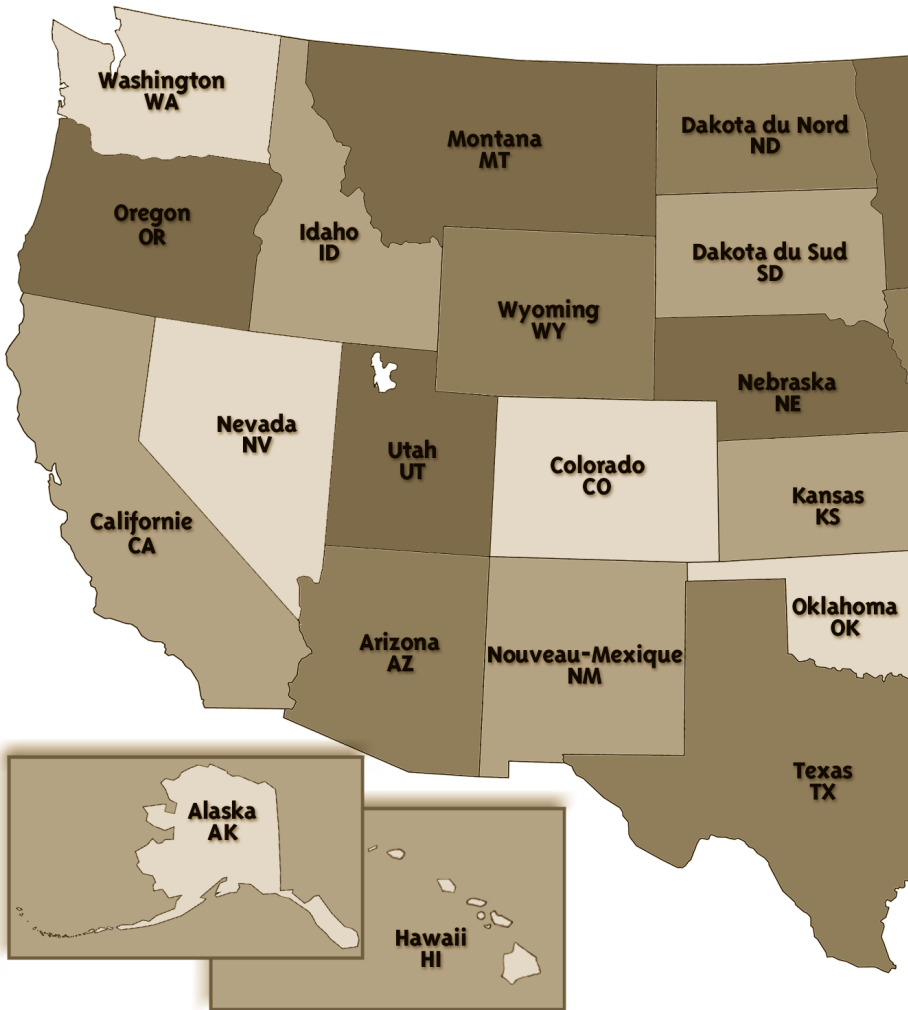 Washington
WA
Montana
MT
Dakota du Nord
ND
Oregon
OR
Idaho
ID
Dakota du Sud
SD
Wyoming
WY
Nebraska
NE
Nevada
NV
Utah
UT
Colorado
CO
Kansas
KS
Californie
CA
Arizona
AZ
Nouveau-Mexique
NM
Oklahoma
OK
Texas
TX
Alaska
AK
Hawaii
HI